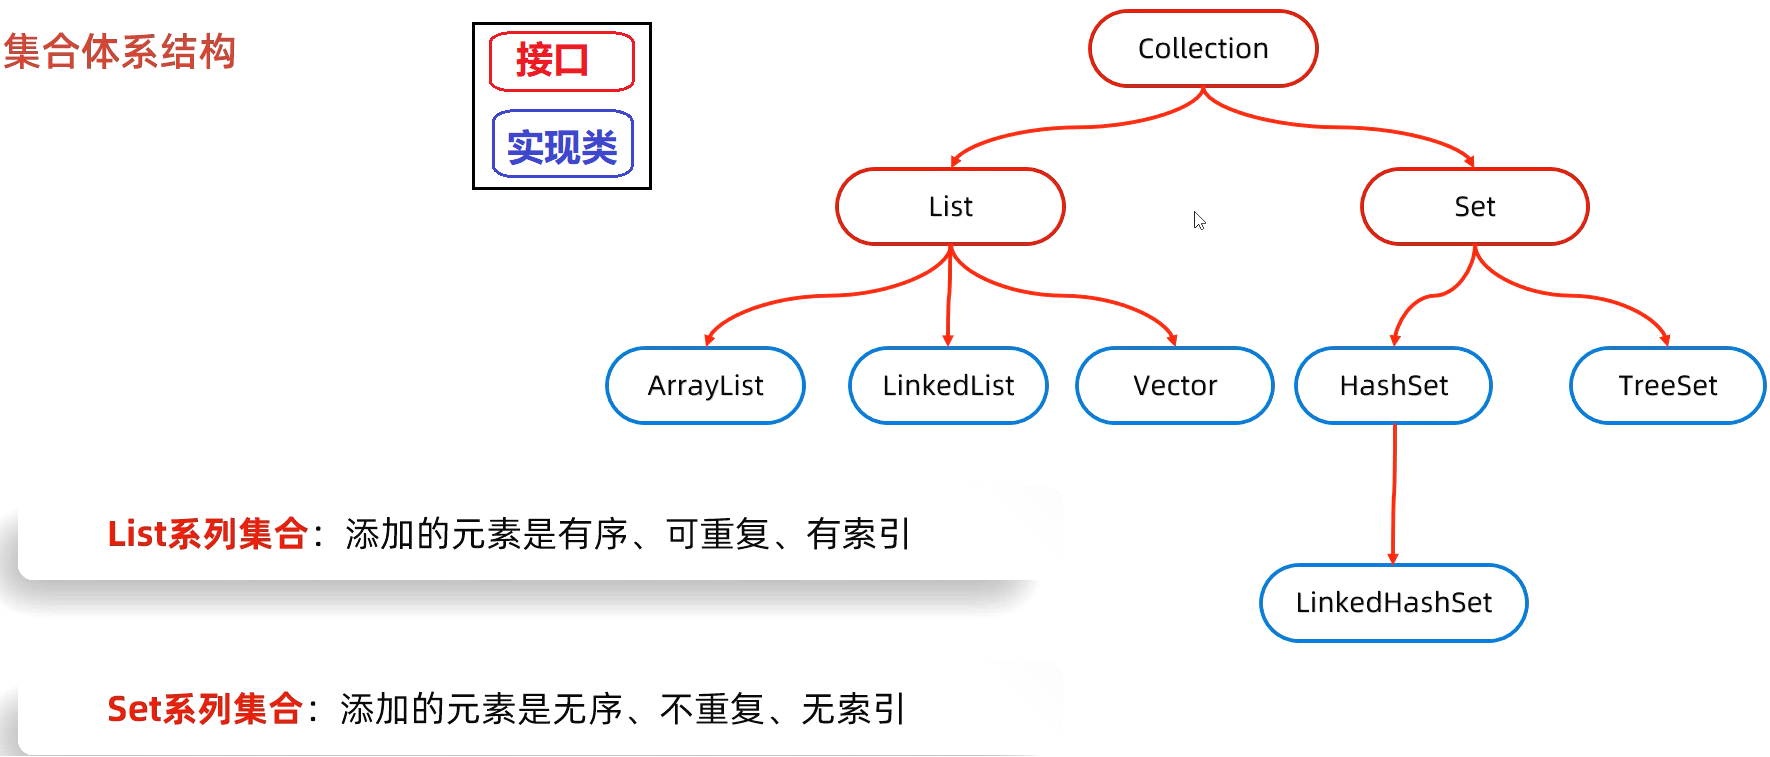 集合体系结构
接口
实现类
Collection
List
Set
ArrayList
LinkedList
Vector
HashSet
TreeSet
LinkedHashSet
List系列集合：添加的元素是有序、可重复、有索引
Set系列集合：添加的元素是无序、不重复、无索引